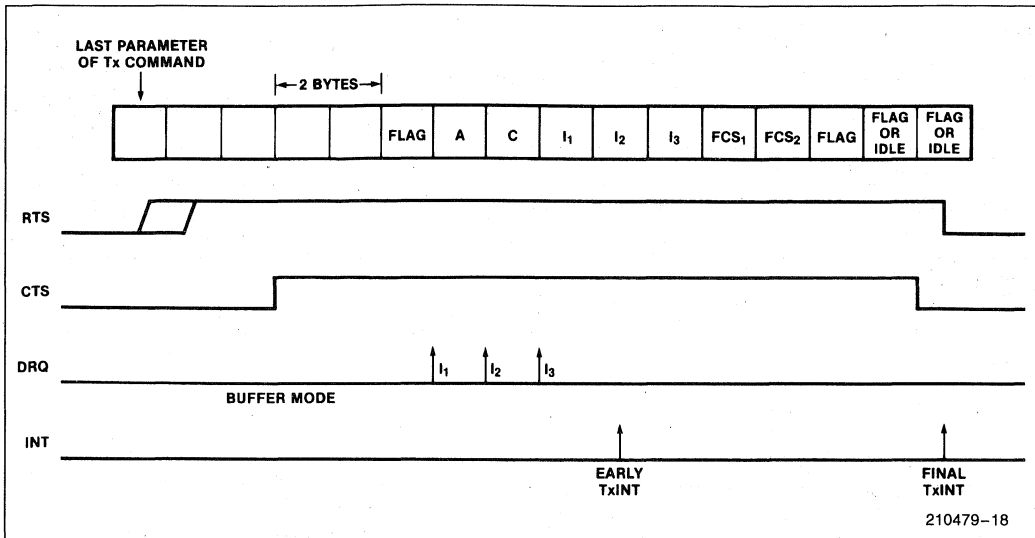 LAST PARAMETER
OF Tx COMMAND
2 BYTES
FLAG A C I₁ I₂ I₃ FCS₁ FCS₂ FLAG FLAG OR IDLE FLAG OR IDLE
RTS
CTS
DRQ
I₁ I₂ I₃
BUFFER MODE
INT
EARLY
TxINT
FINAL
TxINT
210479–18